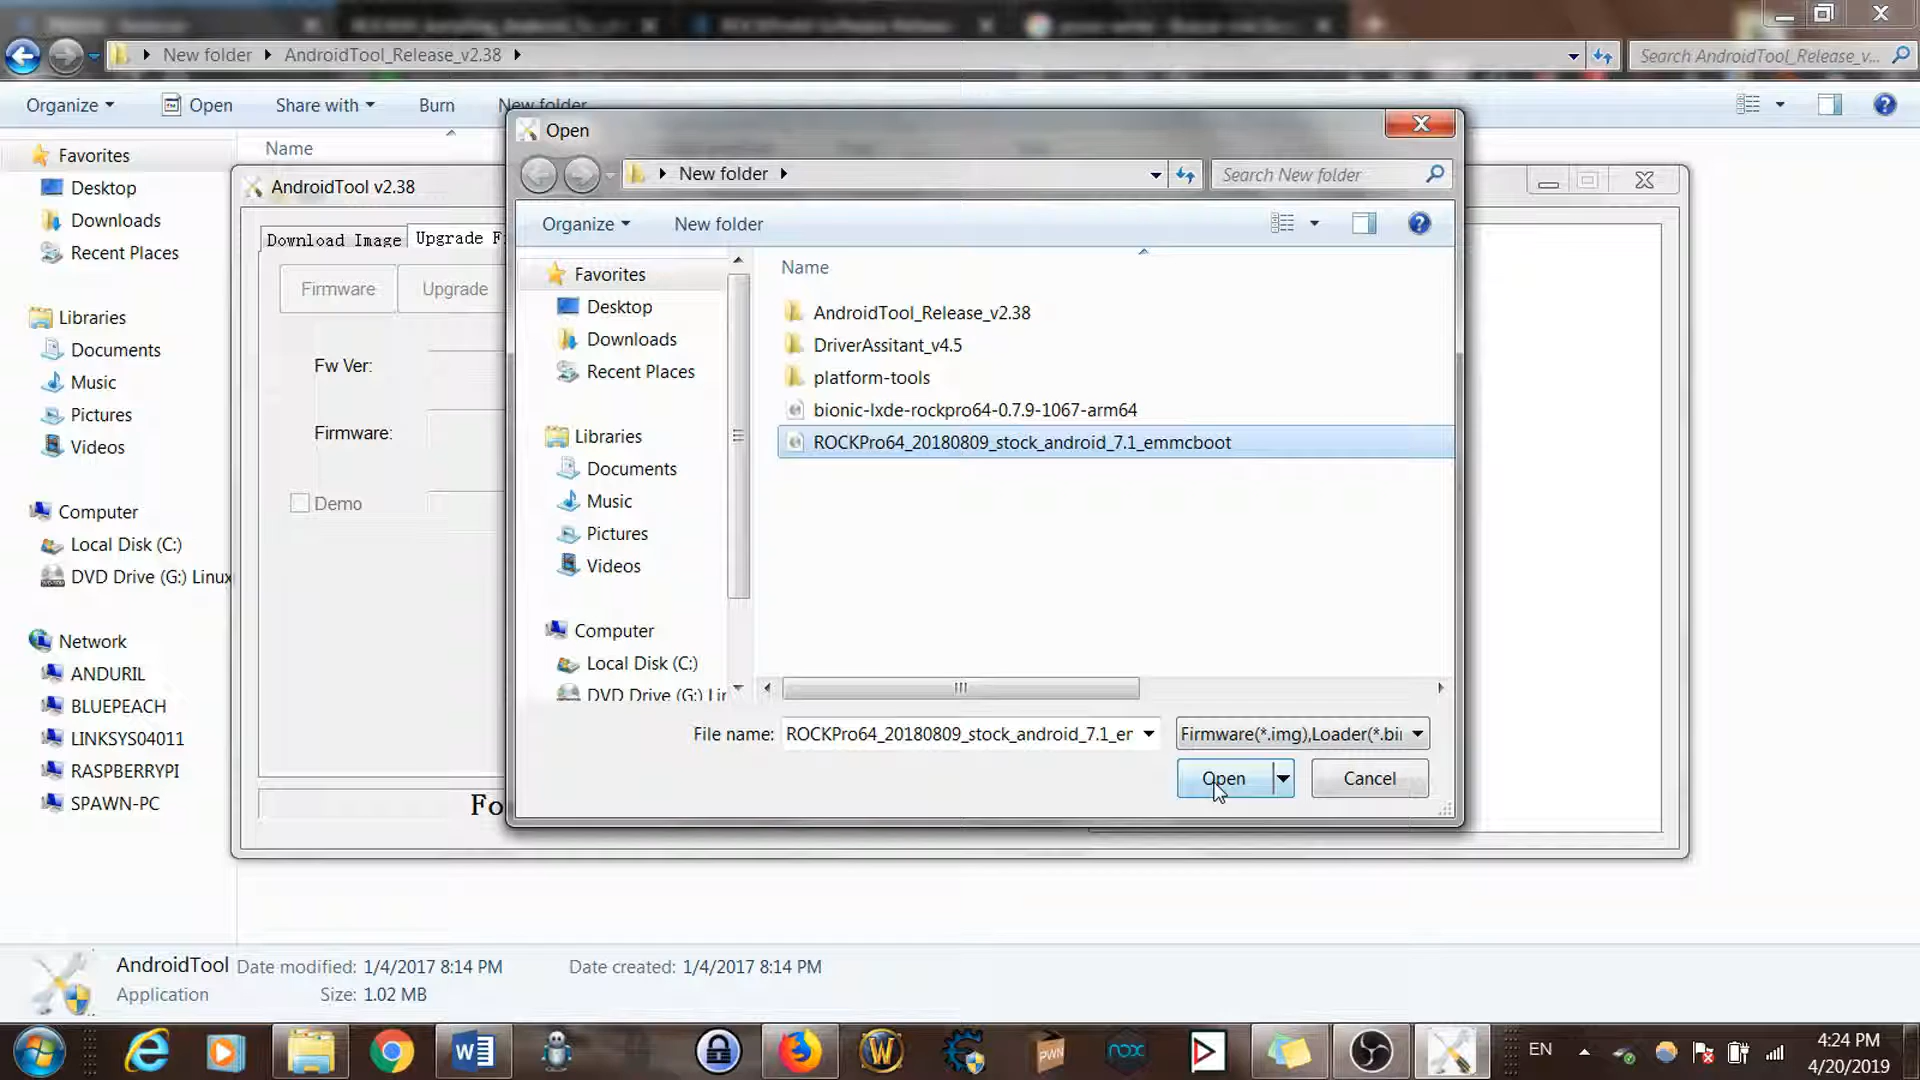 New folder AndroidTool_Release_v2.38
Search AndroidTool_Release_v...
Organize Open Share with Burn New folder
Name
Favorites
Desktop
Downloads
Recent Places
Libraries
Documents
Music
Pictures
Videos
Computer
Local Disk (C:)
DVD Drive (G:) Linux
Network
ANDURIL
BLUEPEACH
LINKSYS04011
RASPBERRYPI
SPAWN-PC
AndroidTool v2.38
Download Image Upgrade F
Firmware Upgrade
Fw Ver:
Firmware:
Demo
Fo
Open
New folder
Search New folder
Organize New folder
Favorites
Desktop
Downloads
Recent Places
Libraries
Documents
Music
Pictures
Videos
Computer
Local Disk (C:)
DVD Drive (G:) Lir
Name
AndroidTool_Release_v2.38
DriverAssitant_v4.5
platform-tools
bionic-lxde-rockpro64-0.7.9-1067-arm64
ROCKPro64_20180809_stock_android_7.1_emmcboot
File name: ROCKPro64_20180809_stock_android_7.1_er
Firmware(*.img),Loader(*.bi
Open Cancel
AndroidTool Date modified: 1/4/2017 8:14 PM Date created: 1/4/2017 8:14 PM
Application Size: 1.02 MB
W
W
PWN
nox
EN
4:24 PM
4/20/2019